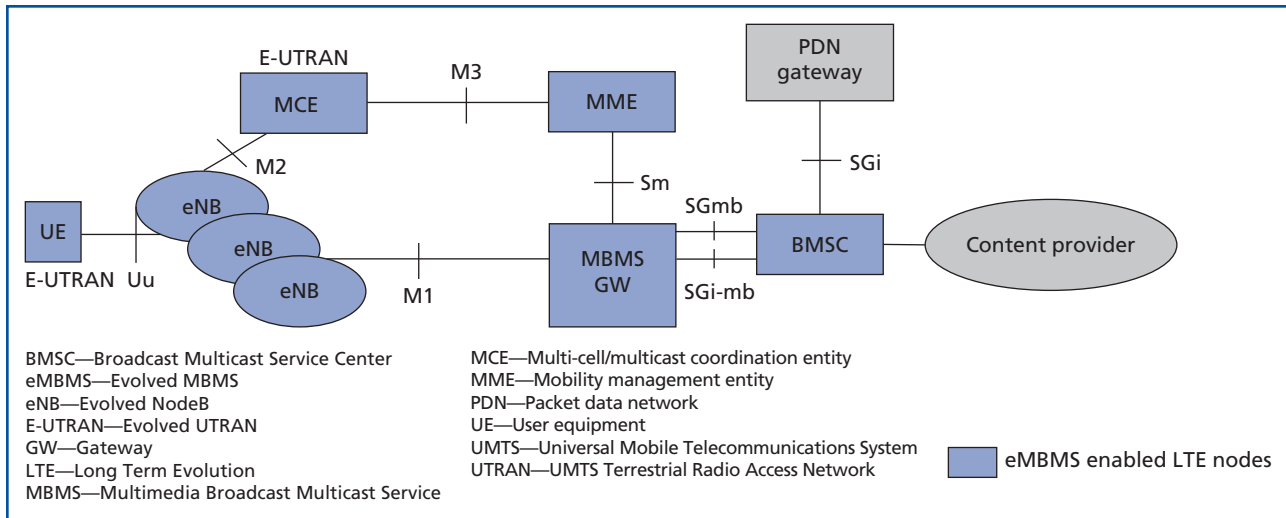 E-UTRAN
MCE
M3
MME
PDN
gateway
M2
Sm
SGi
UE
eNB
eNB
eNB
E-UTRAN
Uu
M1
MBMS
GW
SGmb
SGi-mb
BMSC
Content provider
BMSC—Broadcast Multicast Service Center
eMBMS—Evolved MBMS
eNB—Evolved NodeB
E-UTRAN—Evolved UTRAN
GW—Gateway
LTE—Long Term Evolution
MBMS—Multimedia Broadcast Multicast Service
MCE—Multi-cell/multicast coordination entity
MME—Mobility management entity
PDN—Packet data network
UE—User equipment
UMTS—Universal Mobile Telecommunications System
UTRAN—UMTS Terrestrial Radio Access Network
eMBMS enabled LTE nodes